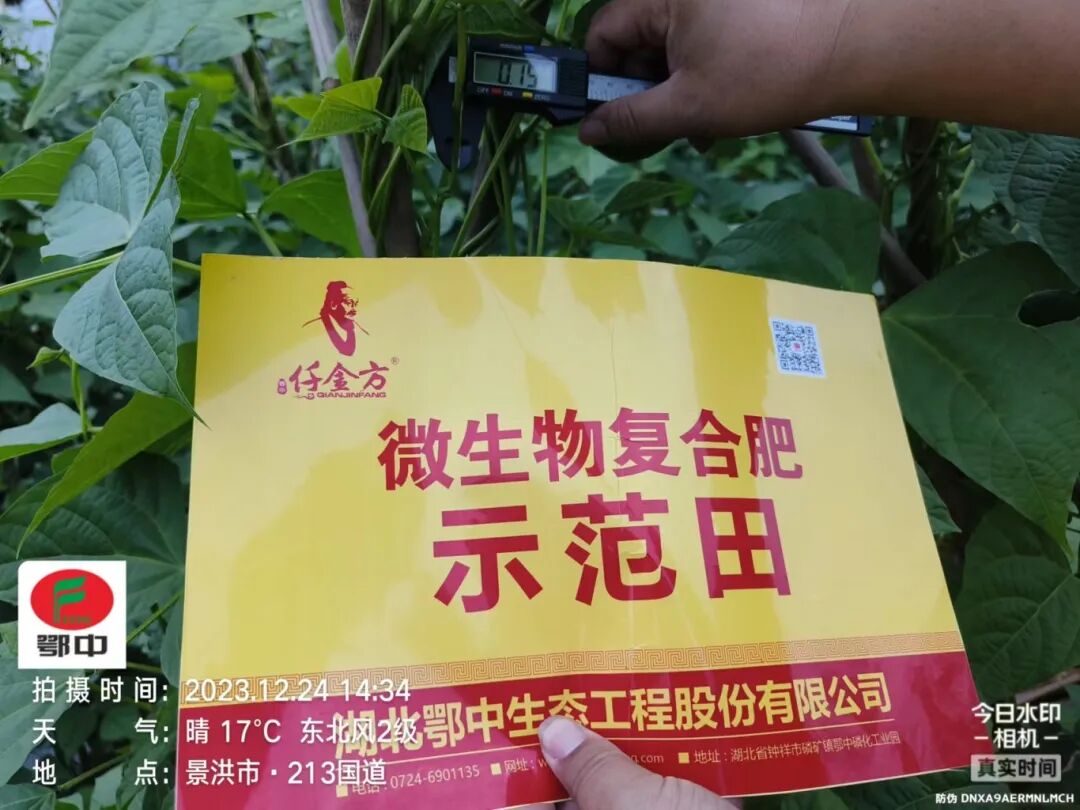 0.15
OFF ON ZERO
仟金方®
QIANJINFANG
微生物复合肥
示范田
湖北鄂中生态工程股份有限公司
电话：0724-6901135 网址：w 地址：湖北省钟祥市磷矿镇鄂中磷化工业园
鄂中
拍摄时间：2023.12.24 14:34
天气：晴 17℃ 东北风2级
地点：景洪市·213国道
今日水印
相机
真实时间
防伪 DNXA9AERMNLMCH